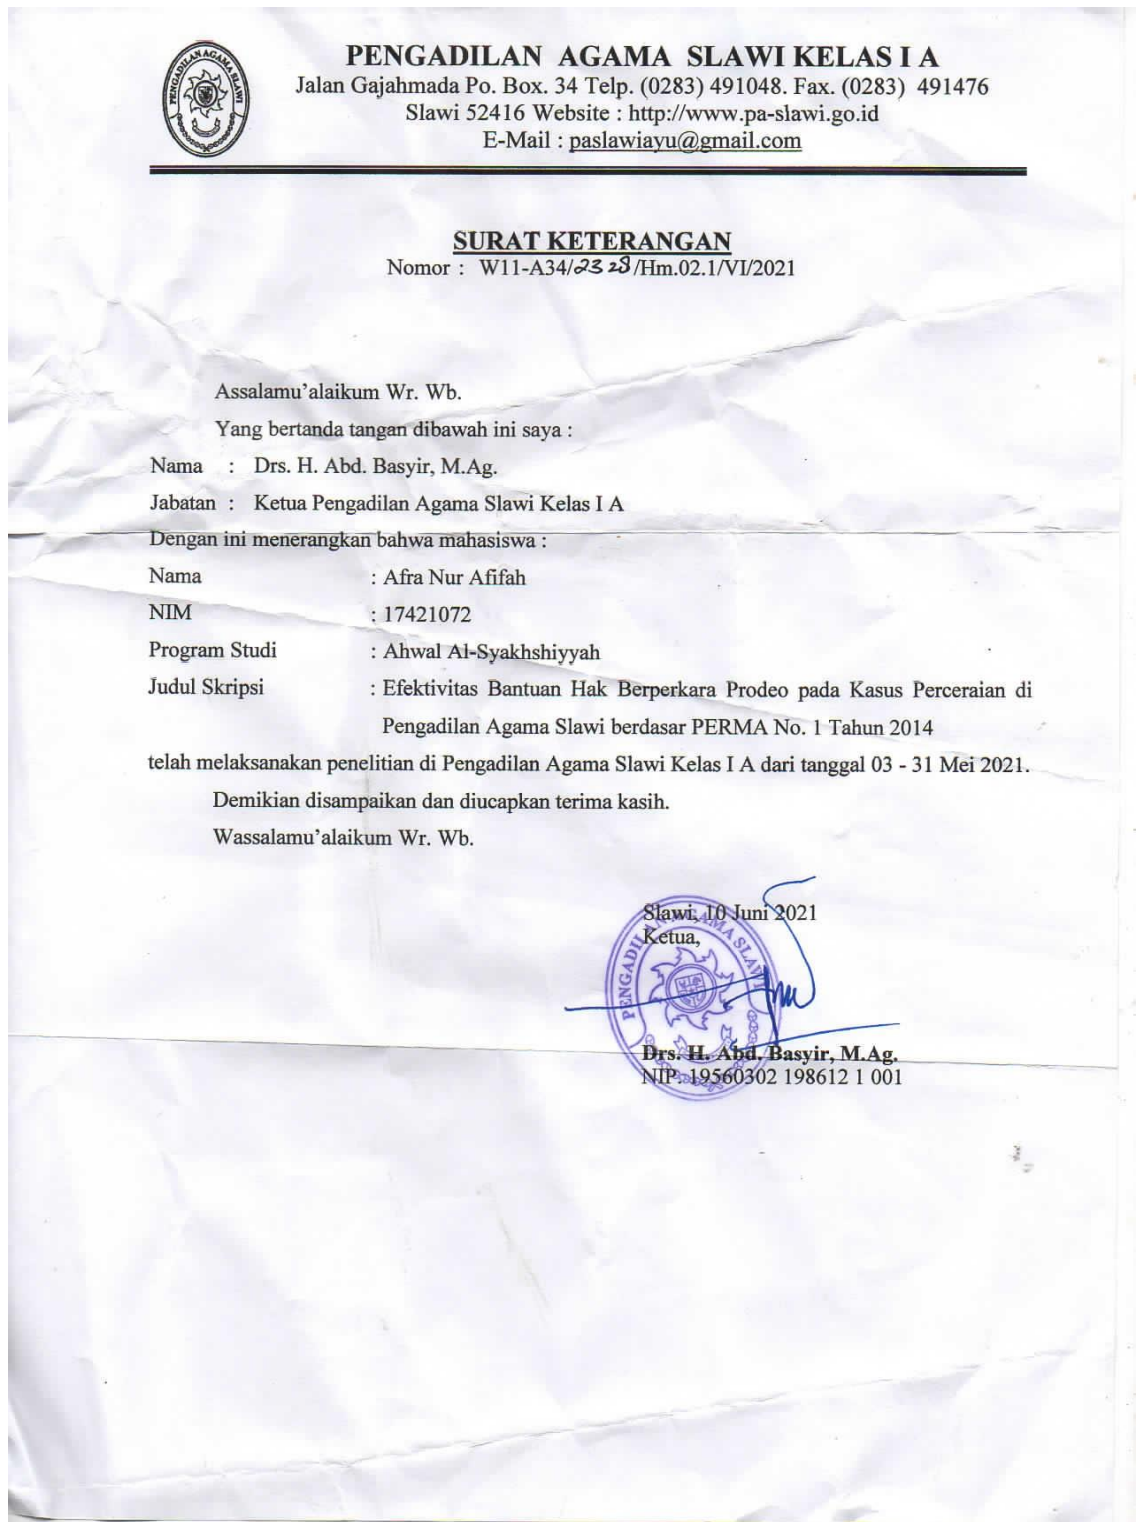 PENGADILAN AGAMA SLAWI
PENGADILAN AGAMA SLAWI KELAS I A
Jalan Gajahmada Po. Box. 34 Telp. (0283) 491048. Fax. (0283) 491476
Slawi 52416 Website : http://www.pa-slawi.go.id
E-Mail : paslawiayu@gmail.com
SURAT KETERANGAN
Nomor : W11-A34/2328/Hm.02.1/VI/2021
Assalamu’alaikum Wr. Wb.
Yang bertanda tangan dibawah ini saya :
Nama : Drs. H. Abd. Basyir, M.Ag.
Jabatan : Ketua Pengadilan Agama Slawi Kelas I A
Dengan ini menerangkan bahwa mahasiswa :
Nama : Afra Nur Afifah
NIM : 17421072
Program Studi : Ahwal Al-Syakhshiyyah
Judul Skripsi : Efektivitas Bantuan Hak Berperkara Prodeo pada Kasus Perceraian di
Pengadilan Agama Slawi berdasar PERMA No. 1 Tahun 2014
telah melaksanakan penelitian di Pengadilan Agama Slawi Kelas I A dari tanggal 03 - 31 Mei 2021.
Demikian disampaikan dan diucapkan terima kasih.
Wassalamu’alaikum Wr. Wb.
Slawi, 10 Juni 2021
Ketua,
PENGADILAN AGAMA SLAWI
Drs. H. Abd. Basyir, M.Ag.
NIP. 19560302 198612 1 001